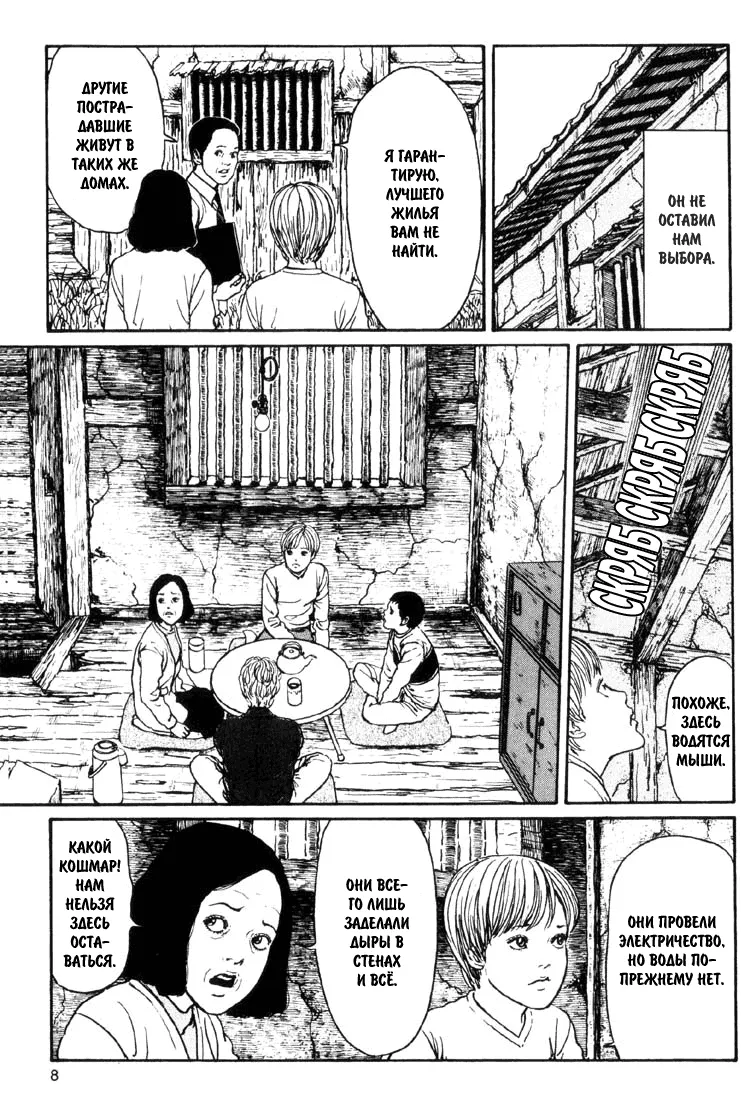 ОН НЕ
ОСТАВИЛ
НАМ
ВЫБОРА.
Я ГАРАН-
ТИРУЮ,
ЛУЧШЕГО
ЖИЛЬЯ
ВАМ НЕ
НАЙТИ.
ДРУГИЕ
ПОСТРА-
ДАВШИЕ
ЖИВУТ В
ТАКИХ ЖЕ
ДОМАХ.
СКРЯБ СКРЯБ СКРЯБ
ПОХОЖЕ,
ЗДЕСЬ
ВОДЯТСЯ
МЫШИ.
ОНИ ПРОВЕЛИ
ЭЛЕКТРИЧЕСТВО,
НО ВОДЫ ПО-
ПРЕЖНЕМУ НЕТ.
ОНИ ВСЕ-
ГО ЛИШЬ
ЗАДЕЛАЛИ
ДЫРЫ В
СТЕНАХ
И ВСЁ.
КАКОЙ
КОШМАР!
НАМ
НЕЛЬЗЯ
ЗДЕСЬ
ОСТА-
ВАТЬСЯ.
8